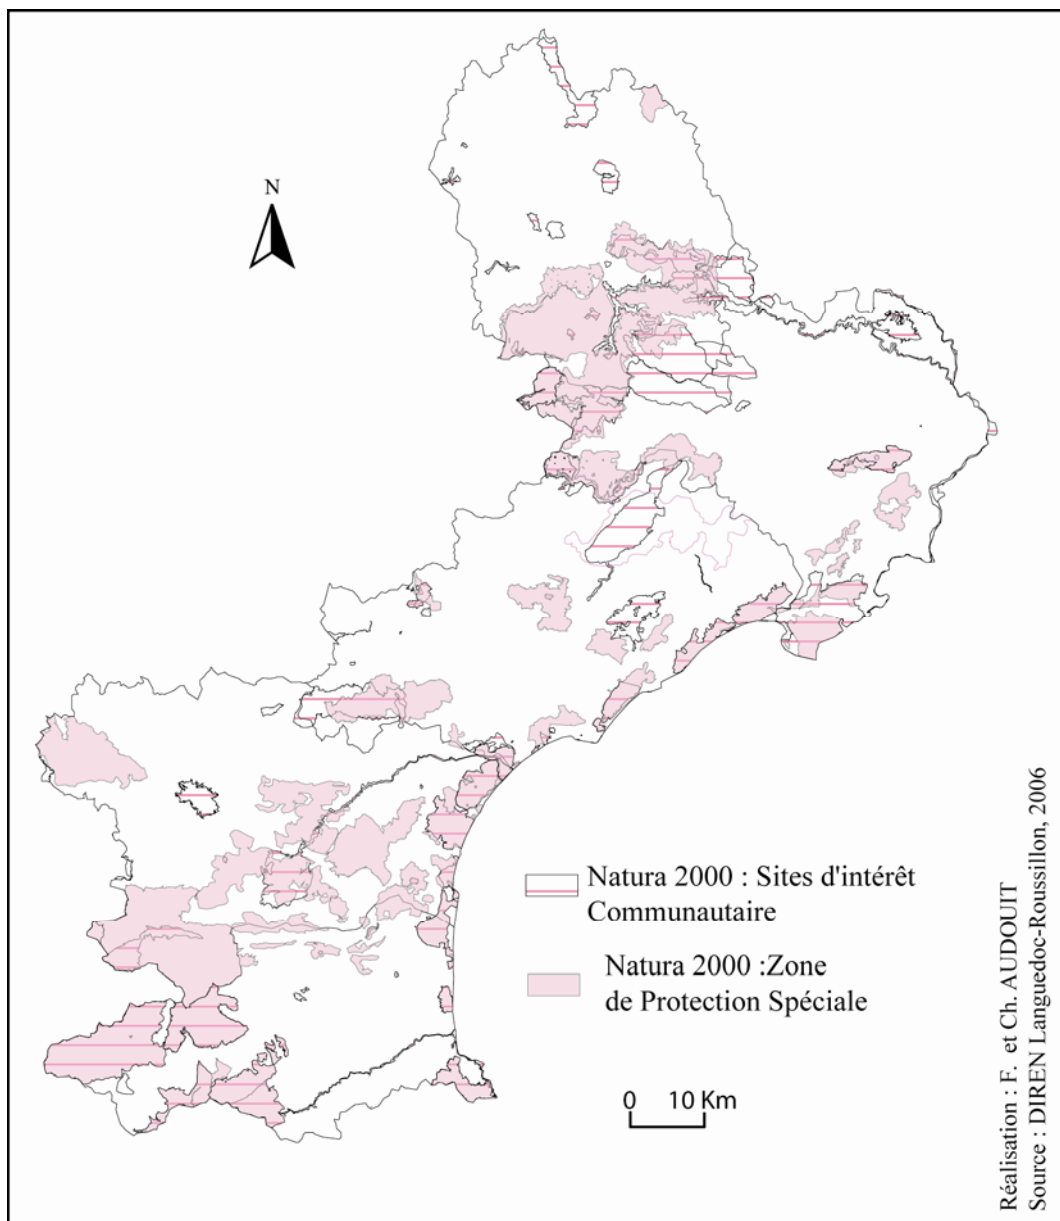 N
Natura 2000 : Sites d'intérêt
Communautaire
Natura 2000 :Zone
de Protection Spéciale
0 10 Km
Réalisation : F. et Ch. AUDOUIT
Source : DIREN Languedoc-Roussillon, 2006